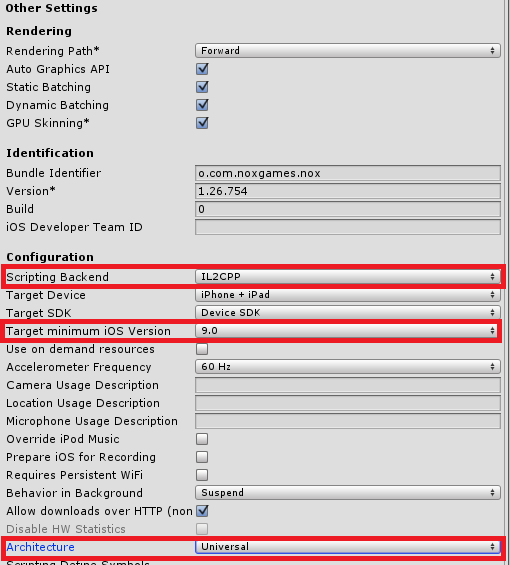 Other Settings
Rendering
Rendering Path* Forward
Auto Graphics API
Static Batching
Dynamic Batching
GPU Skinning*
Identification
Bundle Identifier o.com.noxgames.nox
Version* 1.26.754
Build 0
iOS Developer Team ID
Configuration
Scripting Backend IL2CPP
Target Device iPhone + iPad
Target SDK Device SDK
Target minimum iOS Version 9.0
Use on demand resources
Accelerometer Frequency 60 Hz
Camera Usage Description
Location Usage Description
Microphone Usage Description
Override iPod Music
Prepare iOS for Recording
Requires Persistent WiFi
Behavior in Background Suspend
Allow downloads over HTTP (non
Disable HW Statistics
Architecture Universal
Scripting Define Symbols